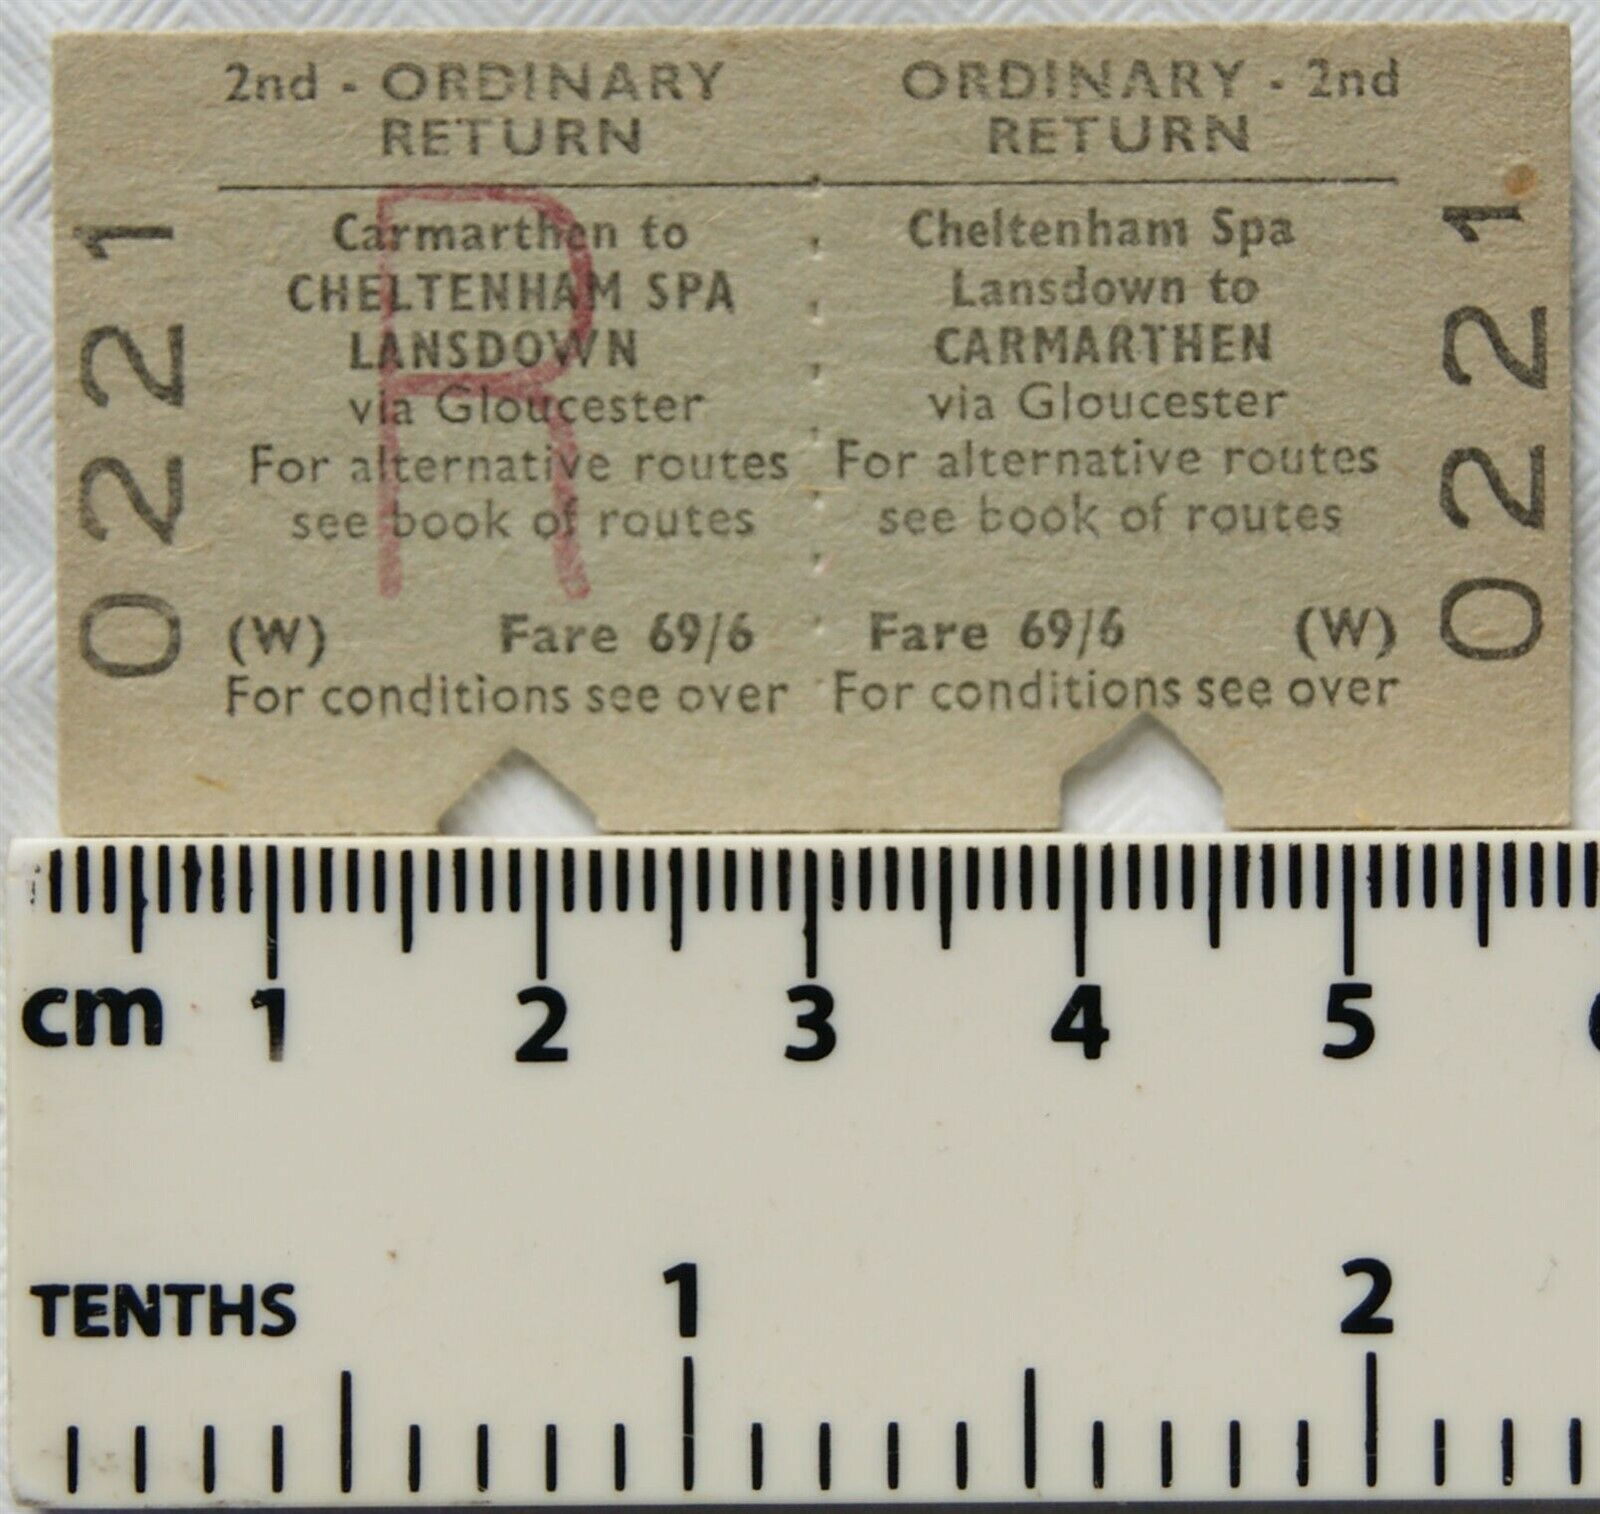 2nd - ORDINARY
RETURN
Carmarthen to
CHELTENHAM SPA
LANSDOWN
via Gloucester
For alternative routes
see book of routes
(W) Fare 69/6
For conditions see over
0221
R
ORDINARY - 2nd
RETURN
Cheltenham Spa
Lansdown to
CARMARTHEN
via Gloucester
For alternative routes
see book of routes
Fare 69/6 (W)
For conditions see over
0221
cm 1 2 3 4 5
TENTHS 1 2